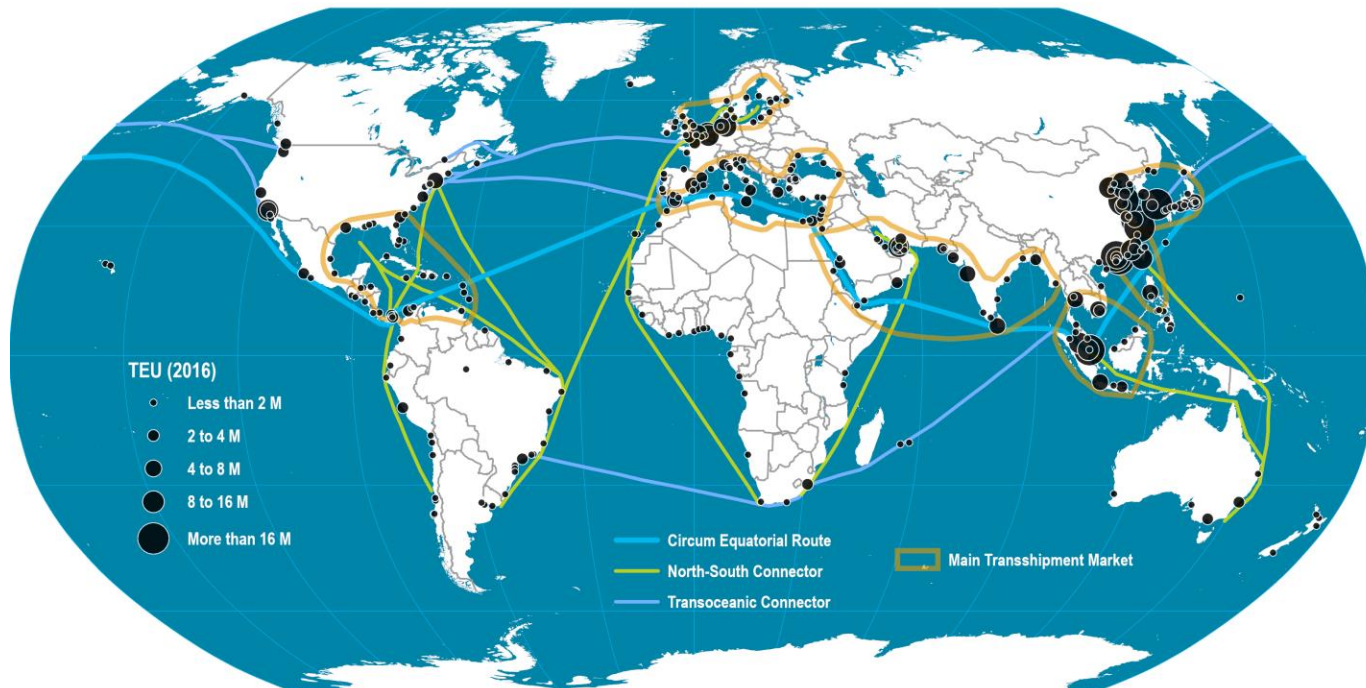 TEU (2016)
Less than 2 M
2 to 4 M
4 to 8 M
8 to 16 M
More than 16 M
Circum Equatorial Route
North-South Connector
Transoceanic Connector
Main Transshipment Market